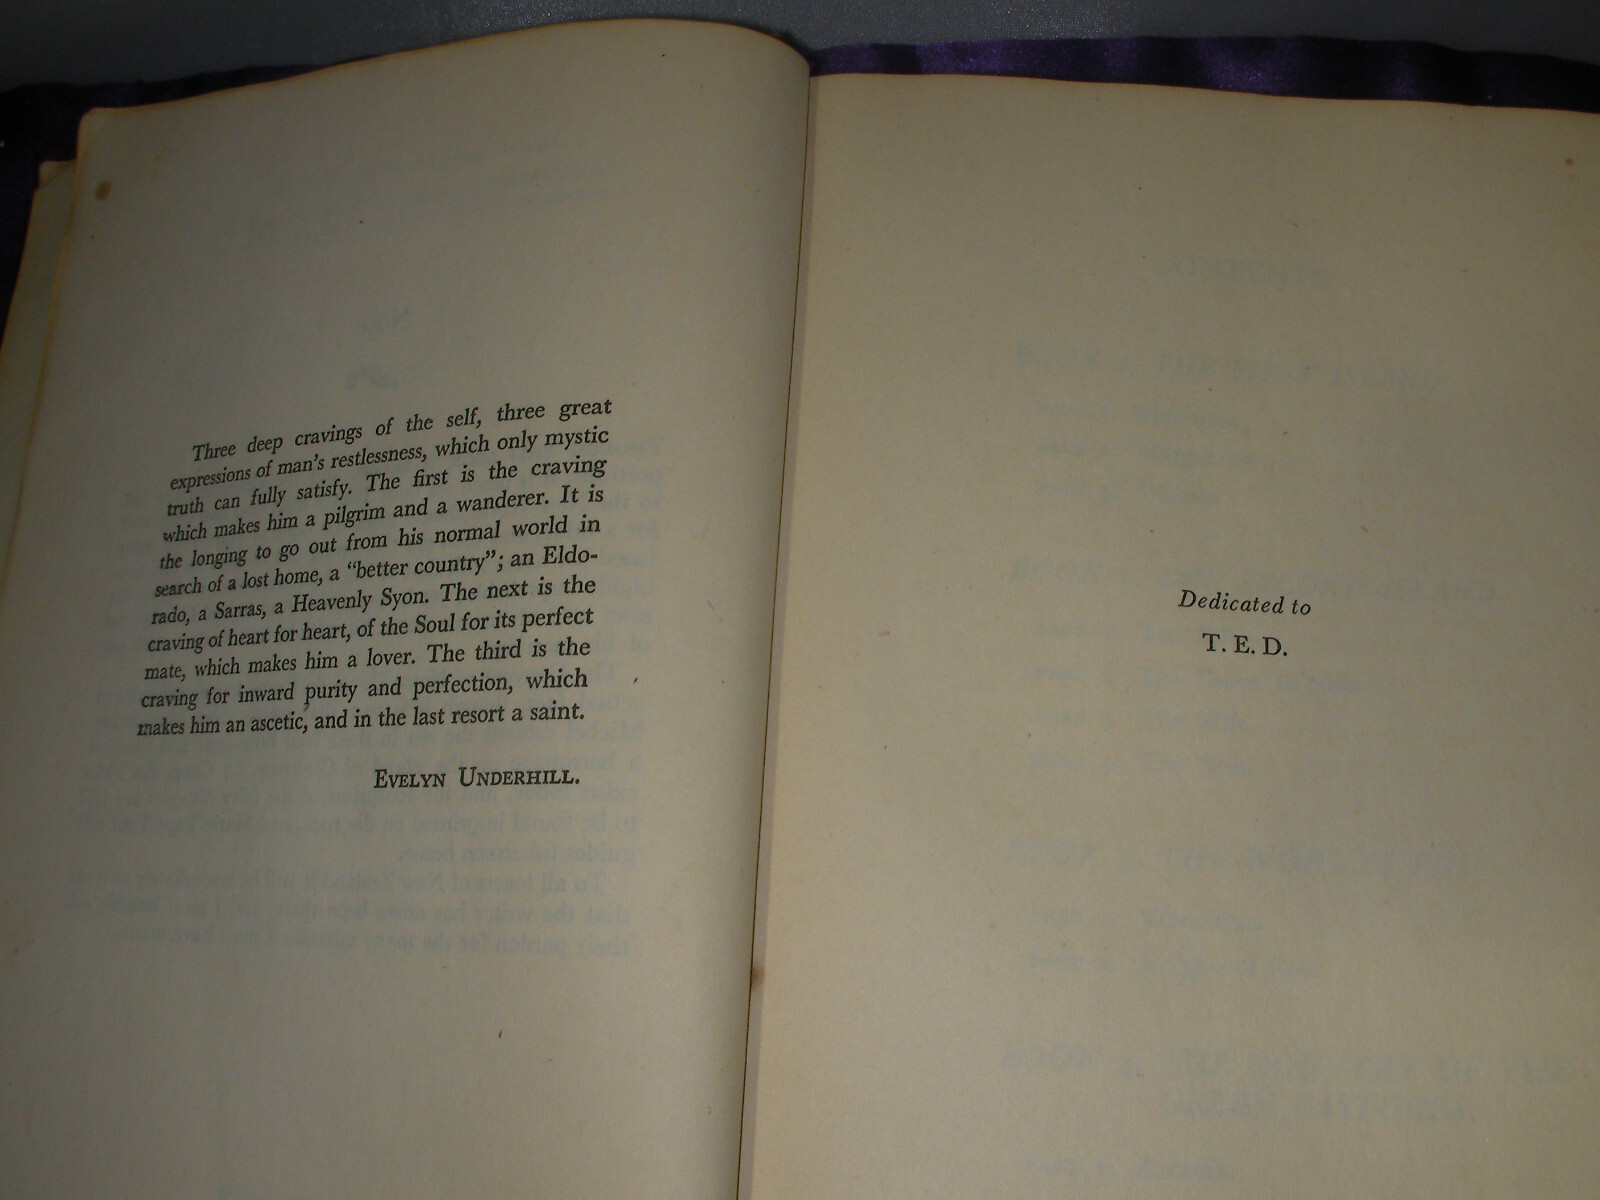 Three deep cravings of the self, three great
expressions of man's restlessness, which only mystic
truth can fully satisfy. The first is the craving
which makes him a pilgrim and a wanderer. It is
the longing to go out from his normal world in
search of a lost home, a "better country"; an Eldo-
rado, a Sarras, a Heavenly Syon. The next is the
craving of heart for heart, of the Soul for its perfect
mate, which makes him a lover. The third is the
craving for inward purity and perfection, which
makes him an ascetic, and in the last resort a saint.
EVELYN UNDERHILL.
Dedicated to
T. E. D.